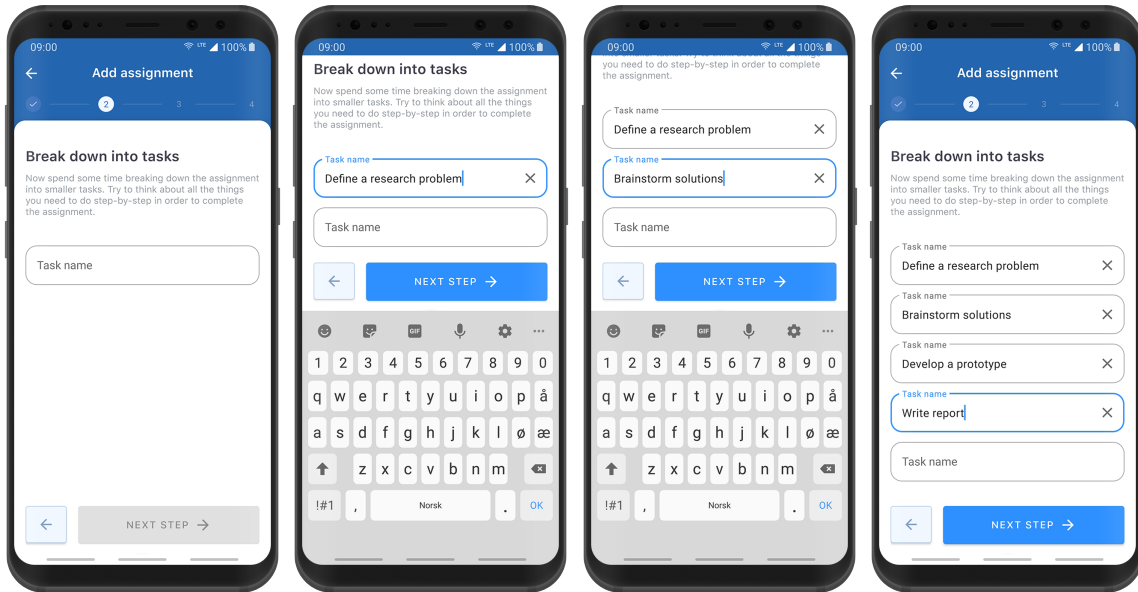 09:00
LTE 100%
Add assignment
2 3 4
Break down into tasks
Now spend some time breaking down the assignment
into smaller tasks. Try to think about all the things
you need to do step-by-step in order to complete
the assignment.
Task name
NEXT STEP
09:00
LTE 100%
Break down into tasks
Now spend some time breaking down the assignment
into smaller tasks. Try to think about all the things
you need to do step-by-step in order to complete
the assignment.
Task name
Define a research problem
Task name
NEXT STEP
GIF
1 2 3 4 5 6 7 8 9 0
q w e r t y u i o p å
a s d f g h j k l ø æ
z x c v b n m
!#1 , Norsk . OK
09:00
LTE 100%
you need to do step-by-step in order to complete
the assignment.
Task name
Define a research problem
Task name
Brainstorm solutions
Task name
NEXT STEP
GIF
1 2 3 4 5 6 7 8 9 0
q w e r t y u i o p å
a s d f g h j k l ø æ
z x c v b n m
!#1 , Norsk . OK
09:00
LTE 100%
Add assignment
2 3 4
Break down into tasks
Now spend some time breaking down the assignment
into smaller tasks. Try to think about all the things
you need to do step-by-step in order to complete
the assignment.
Task name
Define a research problem
Task name
Brainstorm solutions
Task name
Develop a prototype
Task name
Write report
Task name
NEXT STEP